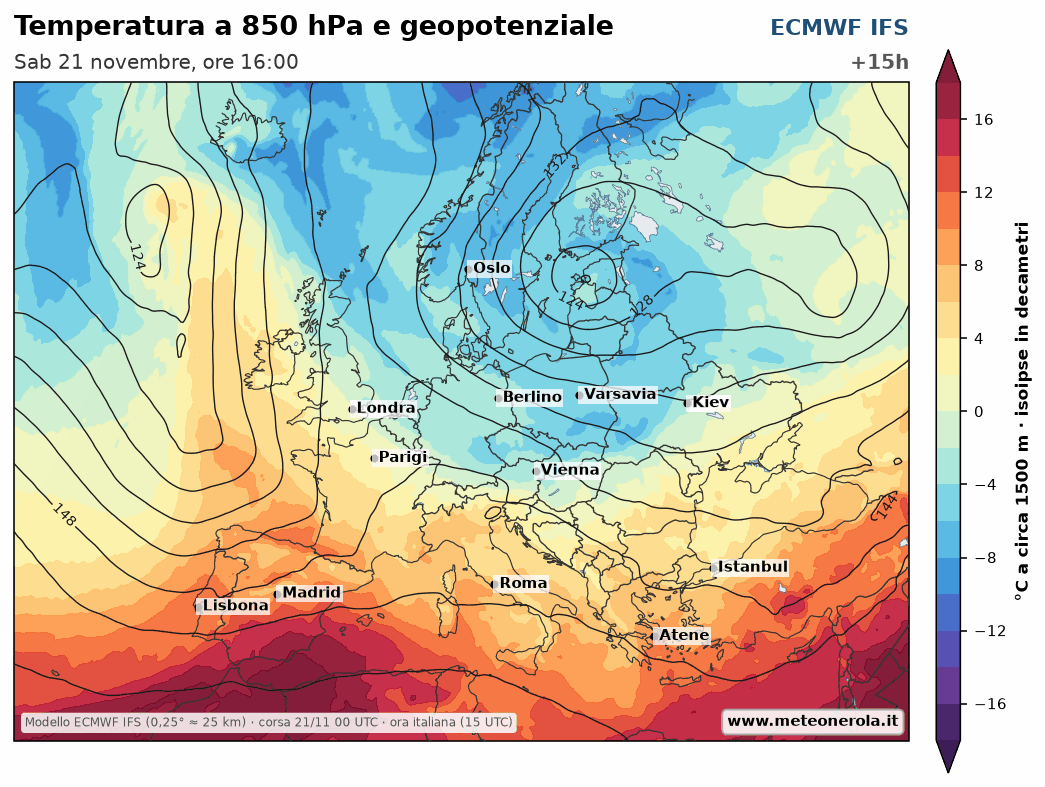 Temperatura a 850 hPa e geopotenziale
ECMWF IFS
Sab 21 novembre, ore 16:00
+15h
132
124
Oslo
128
Berlino
Varsavia
Kiev
Londra
Parigi
Vienna
148
144
Istanbul
Roma
Madrid
Lisbona
Atene
Modello ECMWF IFS (0,25° ≈ 25 km) · corsa 21/11 00 UTC · ora italiana (15 UTC)
www.meteonerola.it
16
12
8
4
0
−4
−8
−12
−16
°C a circa 1500 m · isoipse in decametri